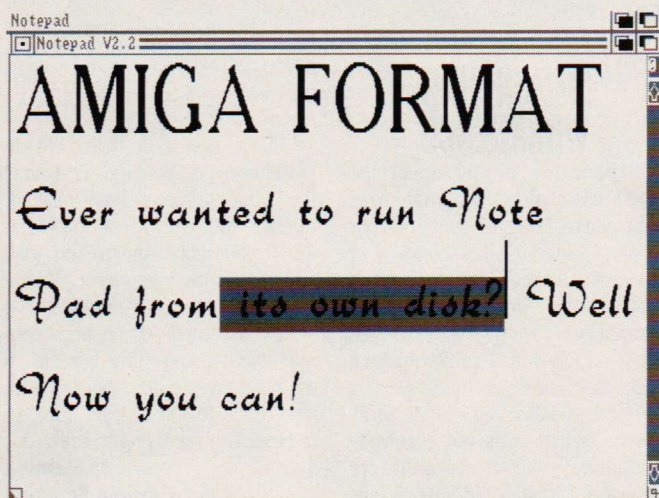 Notepad
Notepad V2.2
AMIGA FORMAT
Ever wanted to run Note
Pad from its own disk? Well
Now you can!